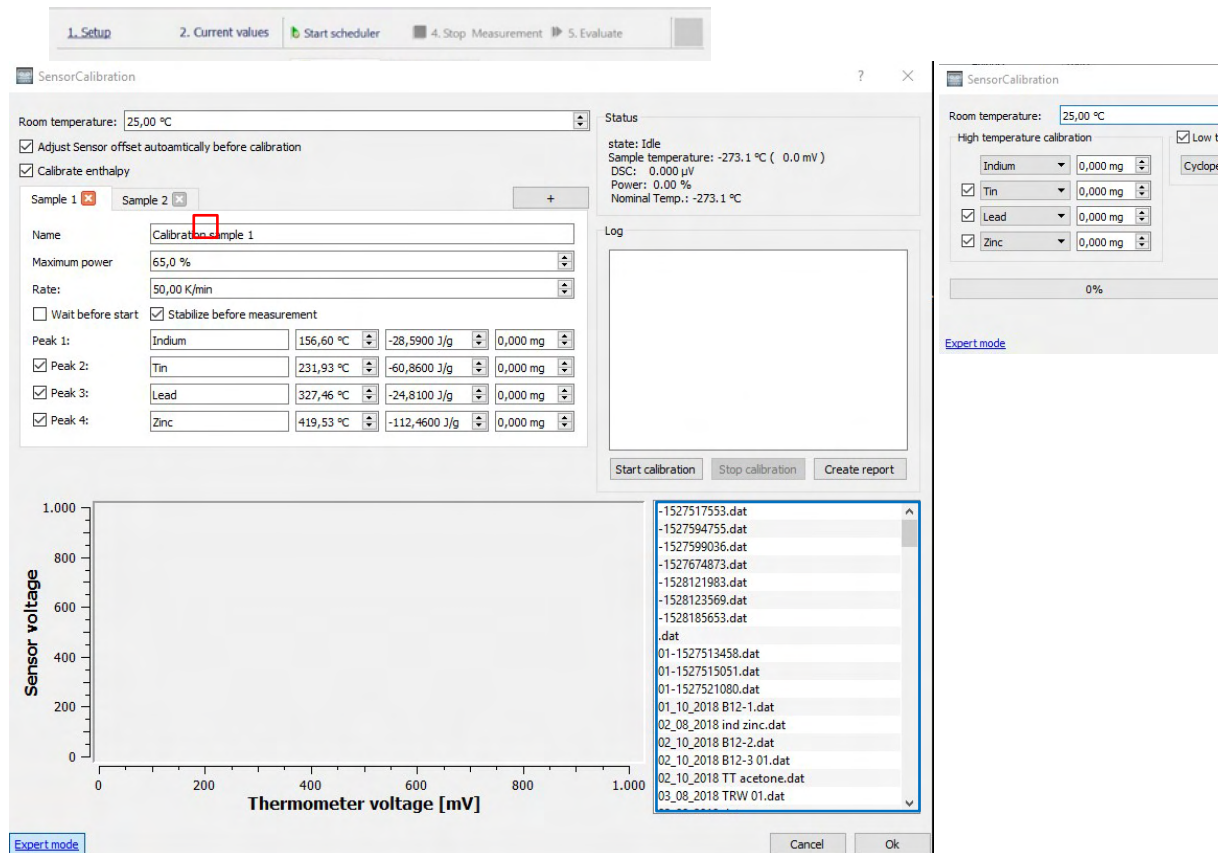 1. Setup
2. Current values
Start scheduler
4. Stop Measurement
5. Evaluate
SensorCalibration
?
Room temperature: 25,00 ºC
Adjust Sensor offset autoamtically before calibration
Calibrate enthalpy
Sample 1
Sample 2
+
Name Calibration sample 1
Maximum power 65,0 %
Rate: 50,00 K/min
Wait before start Stabilize before measurement
Peak 1: Indium 156,60 ºC -28,5900 J/g 0,000 mg
Peak 2: Tin 231,93 ºC -60,8600 J/g 0,000 mg
Peak 3: Lead 327,46 ºC -24,8100 J/g 0,000 mg
Peak 4: Zinc 419,53 ºC -112,4600 J/g 0,000 mg
Status
state: Idle
Sample temperature: -273.1 ºC ( 0.0 mV )
DSC: 0.000 µV
Power: 0.00 %
Nominal Temp.: -273.1 ºC
Log
Start calibration
Stop calibration
Create report
Sensor voltage
1.000
800
600
400
200
0
0 200 400 600 800 1.000
Thermometer voltage [mV]
-1527517553.dat
-1527594755.dat
-1527599036.dat
-1527674873.dat
-1528121983.dat
-1528123569.dat
-1528185653.dat
.dat
01-1527513458.dat
01-1527515051.dat
01-1527521080.dat
01_10_2018 B12-1.dat
02_08_2018 ind zinc.dat
02_10_2018 B12-2.dat
02_10_2018 B12-3 01.dat
02_10_2018 TT acetone.dat
03_08_2018 TRW 01.dat
Expert mode
Cancel
Ok
SensorCalibration
Room temperature: 25,00 ºC
High temperature calibration
Low t
Indium 0,000 mg
Cyclope
Tin 0,000 mg
Lead 0,000 mg
Zinc 0,000 mg
0%
Expert mode